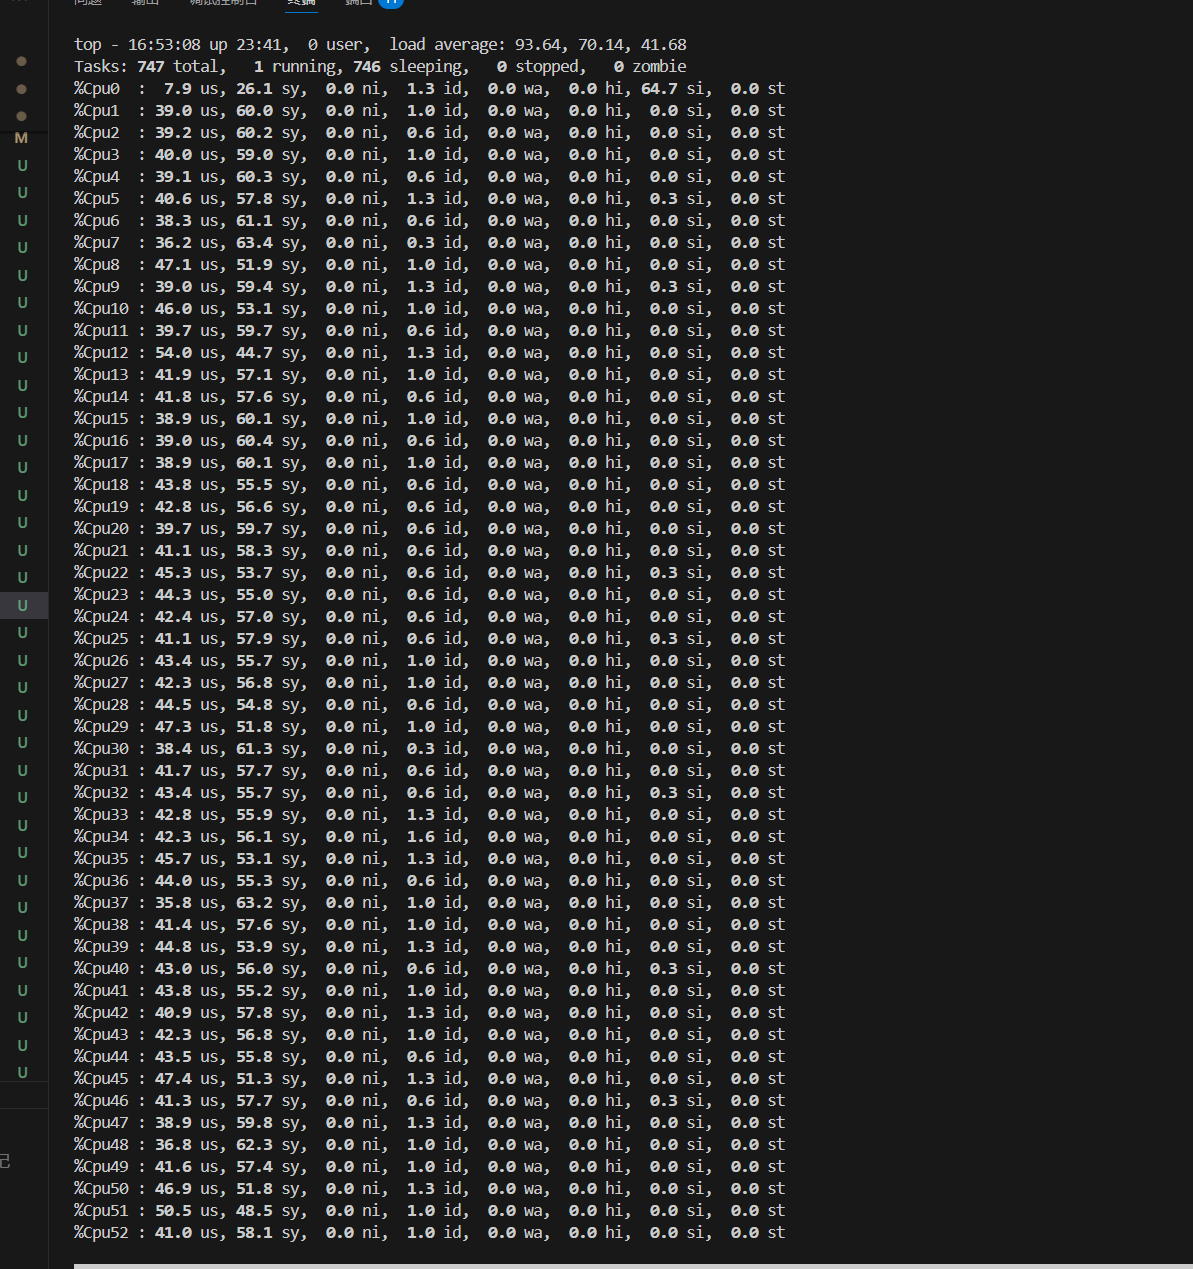 问题 输出 调试控制台 终端 端口
top - 16:53:08 up 23:41,  0 user,  load average: 93.64, 70.14, 41.68
Tasks: 747 total,   1 running, 746 sleeping,   0 stopped,   0 zombie
%Cpu0  :  7.9 us, 26.1 sy,  0.0 ni,  1.3 id,  0.0 wa,  0.0 hi, 64.7 si,  0.0 st
%Cpu1  : 39.0 us, 60.0 sy,  0.0 ni,  1.0 id,  0.0 wa,  0.0 hi,  0.0 si,  0.0 st
M
%Cpu2  : 39.2 us, 60.2 sy,  0.0 ni,  0.6 id,  0.0 wa,  0.0 hi,  0.0 si,  0.0 st
%Cpu3  : 40.0 us, 59.0 sy,  0.0 ni,  1.0 id,  0.0 wa,  0.0 hi,  0.0 si,  0.0 st
U
%Cpu4  : 39.1 us, 60.3 sy,  0.0 ni,  0.6 id,  0.0 wa,  0.0 hi,  0.0 si,  0.0 st
U
%Cpu5  : 40.6 us, 57.8 sy,  0.0 ni,  1.3 id,  0.0 wa,  0.0 hi,  0.3 si,  0.0 st
U
%Cpu6  : 38.3 us, 61.1 sy,  0.0 ni,  0.6 id,  0.0 wa,  0.0 hi,  0.0 si,  0.0 st
U
%Cpu7  : 36.2 us, 63.4 sy,  0.0 ni,  0.3 id,  0.0 wa,  0.0 hi,  0.0 si,  0.0 st
%Cpu8  : 47.1 us, 51.9 sy,  0.0 ni,  1.0 id,  0.0 wa,  0.0 hi,  0.0 si,  0.0 st
U
%Cpu9  : 39.0 us, 59.4 sy,  0.0 ni,  1.3 id,  0.0 wa,  0.0 hi,  0.3 si,  0.0 st
U
%Cpu10 : 46.0 us, 53.1 sy,  0.0 ni,  1.0 id,  0.0 wa,  0.0 hi,  0.0 si,  0.0 st
U
%Cpu11 : 39.7 us, 59.7 sy,  0.0 ni,  0.6 id,  0.0 wa,  0.0 hi,  0.0 si,  0.0 st
U
%Cpu12 : 54.0 us, 44.7 sy,  0.0 ni,  1.3 id,  0.0 wa,  0.0 hi,  0.0 si,  0.0 st
%Cpu13 : 41.9 us, 57.1 sy,  0.0 ni,  1.0 id,  0.0 wa,  0.0 hi,  0.0 si,  0.0 st
U
%Cpu14 : 41.8 us, 57.6 sy,  0.0 ni,  0.6 id,  0.0 wa,  0.0 hi,  0.0 si,  0.0 st
U
%Cpu15 : 38.9 us, 60.1 sy,  0.0 ni,  1.0 id,  0.0 wa,  0.0 hi,  0.0 si,  0.0 st
U
%Cpu16 : 39.0 us, 60.4 sy,  0.0 ni,  0.6 id,  0.0 wa,  0.0 hi,  0.0 si,  0.0 st
%Cpu17 : 38.9 us, 60.1 sy,  0.0 ni,  1.0 id,  0.0 wa,  0.0 hi,  0.0 si,  0.0 st
U
%Cpu18 : 43.8 us, 55.5 sy,  0.0 ni,  0.6 id,  0.0 wa,  0.0 hi,  0.0 si,  0.0 st
U
%Cpu19 : 42.8 us, 56.6 sy,  0.0 ni,  0.6 id,  0.0 wa,  0.0 hi,  0.0 si,  0.0 st
U
%Cpu20 : 39.7 us, 59.7 sy,  0.0 ni,  0.6 id,  0.0 wa,  0.0 hi,  0.0 si,  0.0 st
U
%Cpu21 : 41.1 us, 58.3 sy,  0.0 ni,  0.6 id,  0.0 wa,  0.0 hi,  0.0 si,  0.0 st
%Cpu22 : 45.3 us, 53.7 sy,  0.0 ni,  0.6 id,  0.0 wa,  0.0 hi,  0.3 si,  0.0 st
U
%Cpu23 : 44.3 us, 55.0 sy,  0.0 ni,  0.6 id,  0.0 wa,  0.0 hi,  0.0 si,  0.0 st
U
%Cpu24 : 42.4 us, 57.0 sy,  0.0 ni,  0.6 id,  0.0 wa,  0.0 hi,  0.0 si,  0.0 st
U
%Cpu25 : 41.1 us, 57.9 sy,  0.0 ni,  0.6 id,  0.0 wa,  0.0 hi,  0.3 si,  0.0 st
U
%Cpu26 : 43.4 us, 55.7 sy,  0.0 ni,  1.0 id,  0.0 wa,  0.0 hi,  0.0 si,  0.0 st
%Cpu27 : 42.3 us, 56.8 sy,  0.0 ni,  1.0 id,  0.0 wa,  0.0 hi,  0.0 si,  0.0 st
U
%Cpu28 : 44.5 us, 54.8 sy,  0.0 ni,  0.6 id,  0.0 wa,  0.0 hi,  0.0 si,  0.0 st
U
%Cpu29 : 47.3 us, 51.8 sy,  0.0 ni,  1.0 id,  0.0 wa,  0.0 hi,  0.0 si,  0.0 st
U
%Cpu30 : 38.4 us, 61.3 sy,  0.0 ni,  0.3 id,  0.0 wa,  0.0 hi,  0.0 si,  0.0 st
%Cpu31 : 41.7 us, 57.7 sy,  0.0 ni,  0.6 id,  0.0 wa,  0.0 hi,  0.0 si,  0.0 st
U
%Cpu32 : 43.4 us, 55.7 sy,  0.0 ni,  0.6 id,  0.0 wa,  0.0 hi,  0.3 si,  0.0 st
U
%Cpu33 : 42.8 us, 55.9 sy,  0.0 ni,  1.3 id,  0.0 wa,  0.0 hi,  0.0 si,  0.0 st
U
%Cpu34 : 42.3 us, 56.1 sy,  0.0 ni,  1.6 id,  0.0 wa,  0.0 hi,  0.0 si,  0.0 st
U
%Cpu35 : 45.7 us, 53.1 sy,  0.0 ni,  1.3 id,  0.0 wa,  0.0 hi,  0.0 si,  0.0 st
%Cpu36 : 44.0 us, 55.3 sy,  0.0 ni,  0.6 id,  0.0 wa,  0.0 hi,  0.0 si,  0.0 st
U
%Cpu37 : 35.8 us, 63.2 sy,  0.0 ni,  1.0 id,  0.0 wa,  0.0 hi,  0.0 si,  0.0 st
U
%Cpu38 : 41.4 us, 57.6 sy,  0.0 ni,  1.0 id,  0.0 wa,  0.0 hi,  0.0 si,  0.0 st
U
%Cpu39 : 44.8 us, 53.9 sy,  0.0 ni,  1.3 id,  0.0 wa,  0.0 hi,  0.0 si,  0.0 st
U
%Cpu40 : 43.0 us, 56.0 sy,  0.0 ni,  0.6 id,  0.0 wa,  0.0 hi,  0.3 si,  0.0 st
%Cpu41 : 43.8 us, 55.2 sy,  0.0 ni,  1.0 id,  0.0 wa,  0.0 hi,  0.0 si,  0.0 st
U
%Cpu42 : 40.9 us, 57.8 sy,  0.0 ni,  1.3 id,  0.0 wa,  0.0 hi,  0.0 si,  0.0 st
U
%Cpu43 : 42.3 us, 56.8 sy,  0.0 ni,  1.0 id,  0.0 wa,  0.0 hi,  0.0 si,  0.0 st
U
%Cpu44 : 43.5 us, 55.8 sy,  0.0 ni,  0.6 id,  0.0 wa,  0.0 hi,  0.0 si,  0.0 st
U
%Cpu45 : 47.4 us, 51.3 sy,  0.0 ni,  1.3 id,  0.0 wa,  0.0 hi,  0.0 si,  0.0 st
%Cpu46 : 41.3 us, 57.7 sy,  0.0 ni,  0.6 id,  0.0 wa,  0.0 hi,  0.3 si,  0.0 st
%Cpu47 : 38.9 us, 59.8 sy,  0.0 ni,  1.3 id,  0.0 wa,  0.0 hi,  0.0 si,  0.0 st
%Cpu48 : 36.8 us, 62.3 sy,  0.0 ni,  1.0 id,  0.0 wa,  0.0 hi,  0.0 si,  0.0 st
%Cpu49 : 41.6 us, 57.4 sy,  0.0 ni,  1.0 id,  0.0 wa,  0.0 hi,  0.0 si,  0.0 st
%Cpu50 : 46.9 us, 51.8 sy,  0.0 ni,  1.3 id,  0.0 wa,  0.0 hi,  0.0 si,  0.0 st
%Cpu51 : 50.5 us, 48.5 sy,  0.0 ni,  1.0 id,  0.0 wa,  0.0 hi,  0.0 si,  0.0 st
%Cpu52 : 41.0 us, 58.1 sy,  0.0 ni,  1.0 id,  0.0 wa,  0.0 hi,  0.0 si,  0.0 st